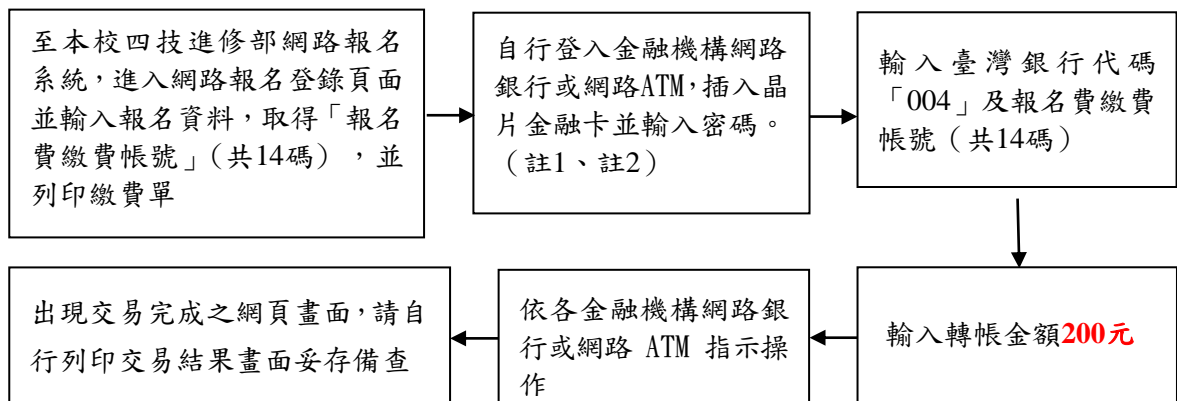 至本校四技進修部網路報名
系統，進入網路報名登錄頁面
並輸入報名資料，取得「報名
費繳費帳號」（共14碼），並
列印繳費單
自行登入金融機構網路
銀行或網路ATM，插入晶
片金融卡並輸入密碼。
（註1、註2）
輸入臺灣銀行代碼
「004」及報名費繳費
帳號（共14碼）
輸入轉帳金額200元
依各金融機構網路銀
行或網路 ATM 指示操
作
出現交易完成之網頁畫面，請自
行列印交易結果畫面妥存備查